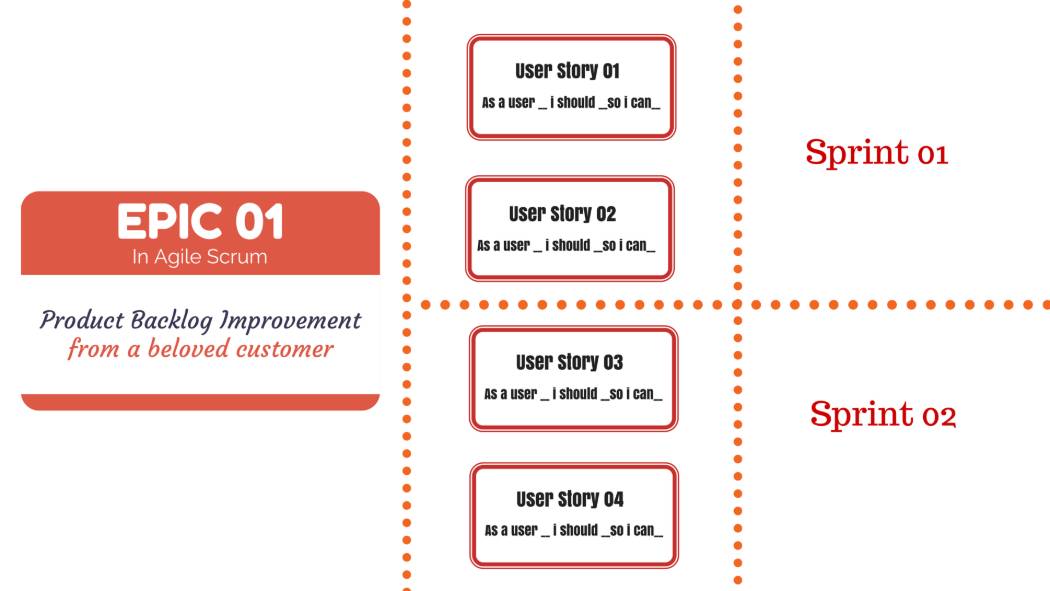 EPIC 01
In Agile Scrum
Product Backlog Improvement
from a beloved customer
User Story 01
As a user _ i should _so i can_
User Story 02
As a user _ i should _so i can_
Sprint 01
User Story 03
As a user _ i should _so i can_
User Story 04
As a user _ i should _so i can_
Sprint 02